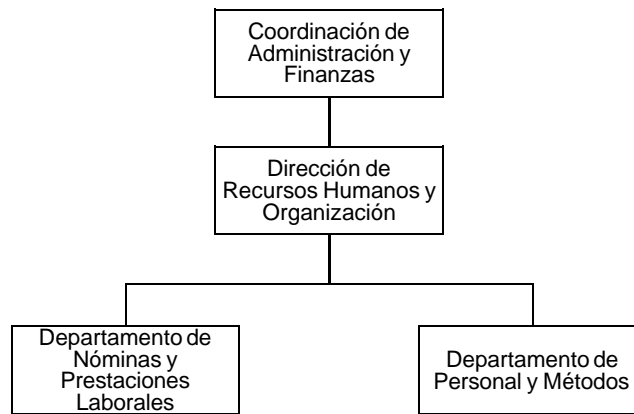 Coordinación de
Administración y
Finanzas
Dirección de
Recursos Humanos y
Organización
Departamento de
Nóminas y
Prestaciones
Laborales
Departamento de
Personal y Métodos